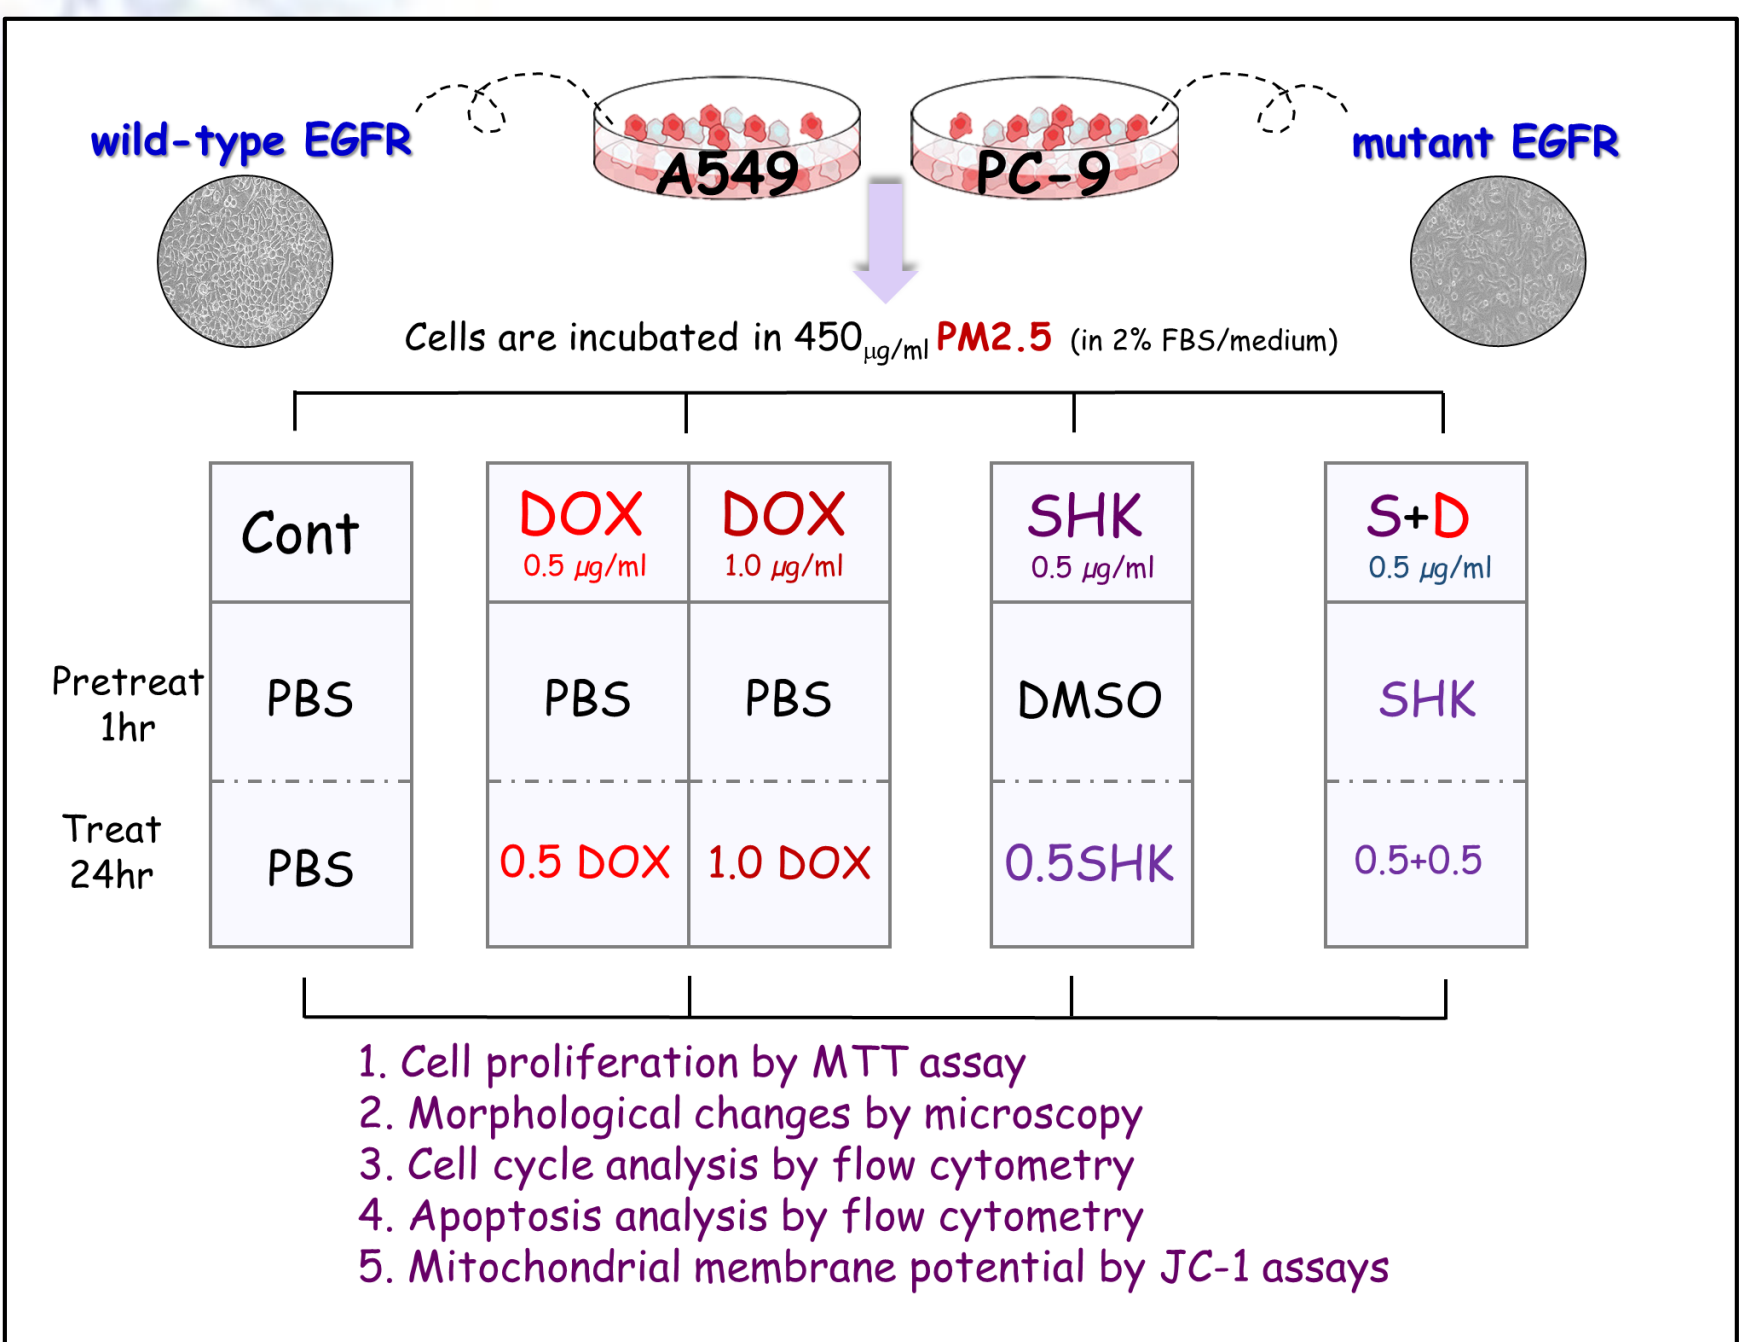 wild-type EGFR
A549
PC-9
mutant EGFR
Cells are incubated in 450µg/ml PM2.5 (in 2% FBS/medium)
Cont
DOX
0.5 µg/ml
DOX
1.0 µg/ml
SHK
0.5 µg/ml
S+D
0.5 µg/ml
Pretreat
1hr
PBS
PBS
PBS
DMSO
SHK
Treat
24hr
PBS
0.5 DOX
1.0 DOX
0.5SHK
0.5+0.5
1. Cell proliferation by MTT assay
2. Morphological changes by microscopy
3. Cell cycle analysis by flow cytometry
4. Apoptosis analysis by flow cytometry
5. Mitochondrial membrane potential by JC-1 assays